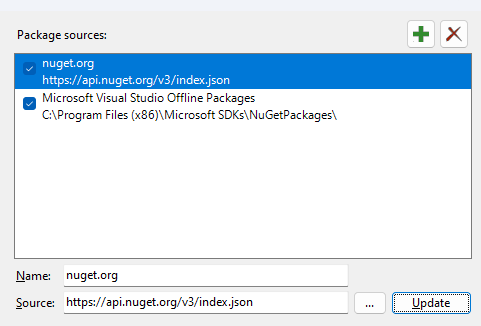 Package sources:
nuget.org
https://api.nuget.org/v3/index.json
Microsoft Visual Studio Offline Packages
C:\Program Files (x86)\Microsoft SDKs\NuGetPackages\
Name: nuget.org
Source: https://api.nuget.org/v3/index.json ... Update